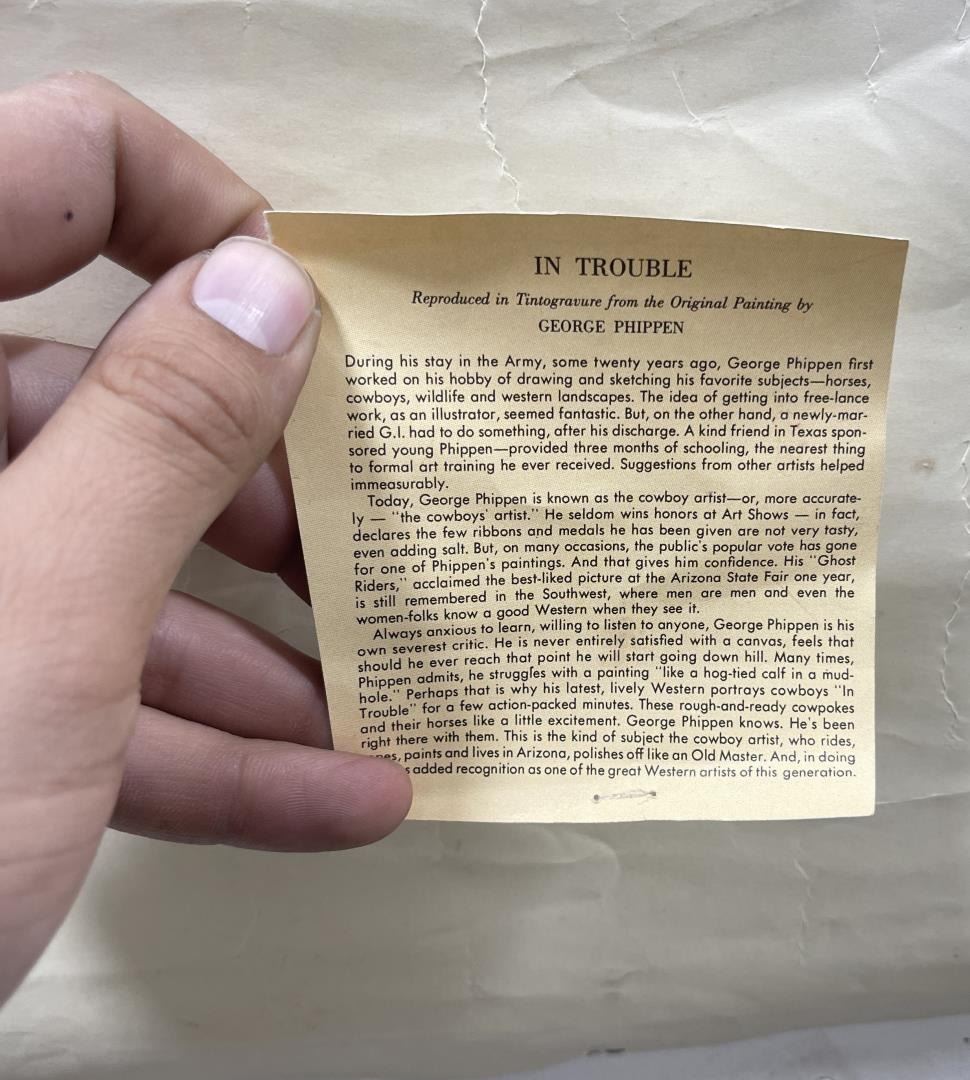 IN TROUBLE
Reproduced in Tintogravure from the Original Painting by
GEORGE PHIPPEN
During his stay in the Army, some twenty years ago, George Phippen first
worked on his hobby of drawing and sketching his favorite subjects—horses,
cowboys, wildlife and western landscapes. The idea of getting into free-lance
work, as an illustrator, seemed fantastic. But, on the other hand, a newly-mar-
ried G.I. had to do something, after his discharge. A kind friend in Texas spon-
sored young Phippen—provided three months of schooling, the nearest thing
to formal art training he ever received. Suggestions from other artists helped
immeasurably.
Today, George Phippen is known as the cowboy artist—or, more accurate-
ly — "the cowboys' artist." He seldom wins honors at Art Shows — in fact,
declares the few ribbons and medals he has been given are not very tasty,
even adding salt. But, on many occasions, the public's popular vote has gone
for one of Phippen's paintings. And that gives him confidence. His "Ghost
Riders," acclaimed the best-liked picture at the Arizona State Fair one year,
is still remembered in the Southwest, where men are men and even the
women-folks know a good Western when they see it.
Always anxious to learn, willing to listen to anyone, George Phippen is his
own severest critic. He is never entirely satisfied with a canvas, feels that
should he ever reach that point he will start going down hill. Many times,
Phippen admits, he struggles with a painting "like a hog-tied calf in a mud-
hole." Perhaps that is why his latest, lively Western portrays cowboys "In
Trouble" for a few action-packed minutes. These rough-and-ready cowpokes
and their horses like a little excitement. George Phippen knows. He's been
right there with them. This is the kind of subject the cowboy artist, who rides,
paints and lives in Arizona, polishes off like an Old Master. And, in doing
added recognition as one of the great Western artists of this generation.